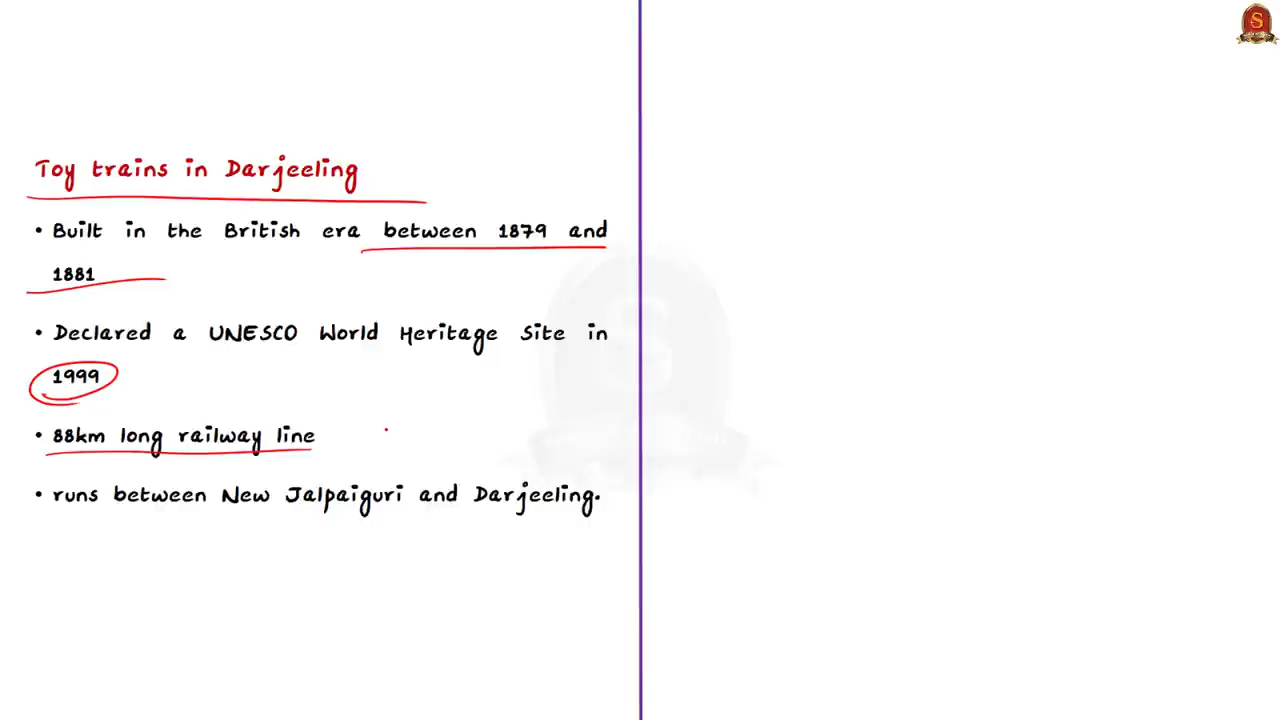 Toy trains in Darjeeling
• Built in the British era between 1879 and
1881
• Declared a UNESCO World Heritage Site in
1999
• 88km long railway line
• runs between New Jalpaiguri and Darjeeling.
S